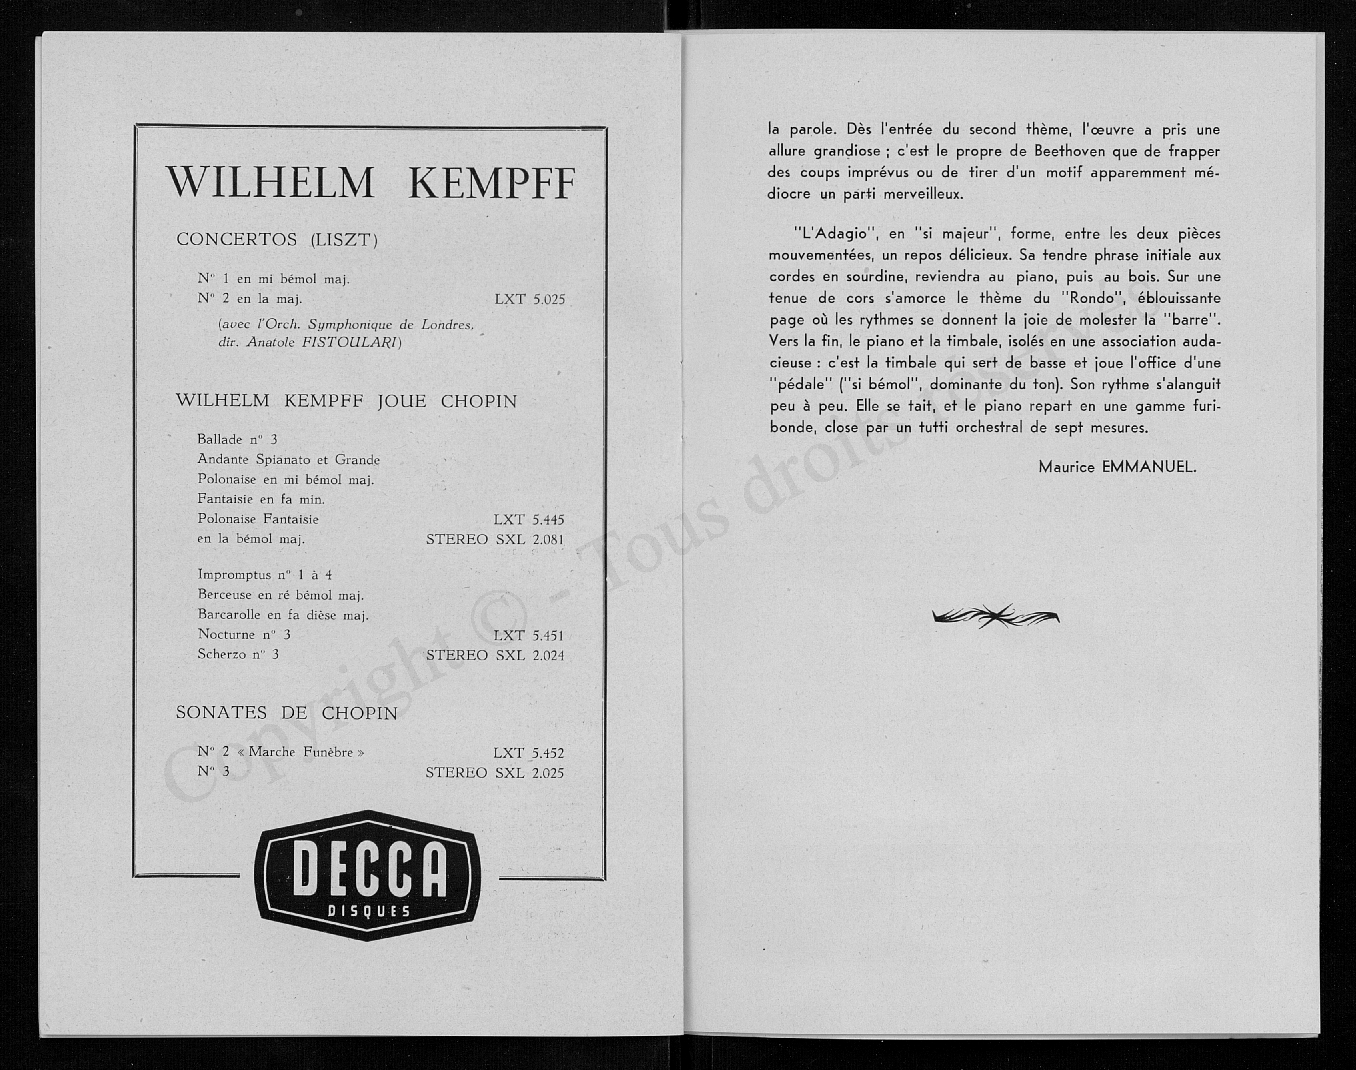 WILHELM KEMPFF
CONCERTOS (LISZT)
N° 1 en mi bémol maj.
N° 2 en la maj. LXT 5.025
(avec l'Orch. Symphonique de Londres,
dir. Anatole FISTOULARI)
WILHELM KEMPFF JOUE CHOPIN
Ballade n° 3
Andante Spianato et Grande
Polonaise en mi bémol maj.
Fantaisie en fa min.
Polonaise Fantaisie LXT 5.445
en la bémol maj. STEREO SXL 2.081
Impromptus n° 1 à 4
Berceuse en ré bémol maj.
Barcarolle en fa dièse maj.
Nocturne n° 3 LXT 5.451
Scherzo n° 3 STEREO SXL 2.024
SONATES DE CHOPIN
N° 2 « Marche Funèbre » LXT 5.452
N° 3 STEREO SXL 2.025
DECCA
DISQUES
la parole. Dès l'entrée du second thème, l'œuvre a pris une
allure grandiose ; c'est le propre de Beethoven que de frapper
des coups imprévus ou de tirer d'un motif apparemment mé-
diocre un parti merveilleux.
"L'Adagio", en "si majeur", forme, entre les deux pièces
mouvementées, un repos délicieux. Sa tendre phrase initiale aux
cordes en sourdine, reviendra au piano, puis au bois. Sur une
tenue de cors s'amorce le thème du "Rondo", éblouissante
page où les rythmes se donnent la joie de molester la "barre".
Vers la fin, le piano et la timbale, isolés en une association auda-
cieuse : c'est la timbale qui sert de basse et joue l'office d'une
"pédale" ("si bémol", dominante du ton). Son rythme s'alanguit
peu à peu. Elle se tait, et le piano repart en une gamme furi-
bonde, close par un tutti orchestral de sept mesures.
Maurice EMMANUEL.
Copyright © - Tous droits réservés